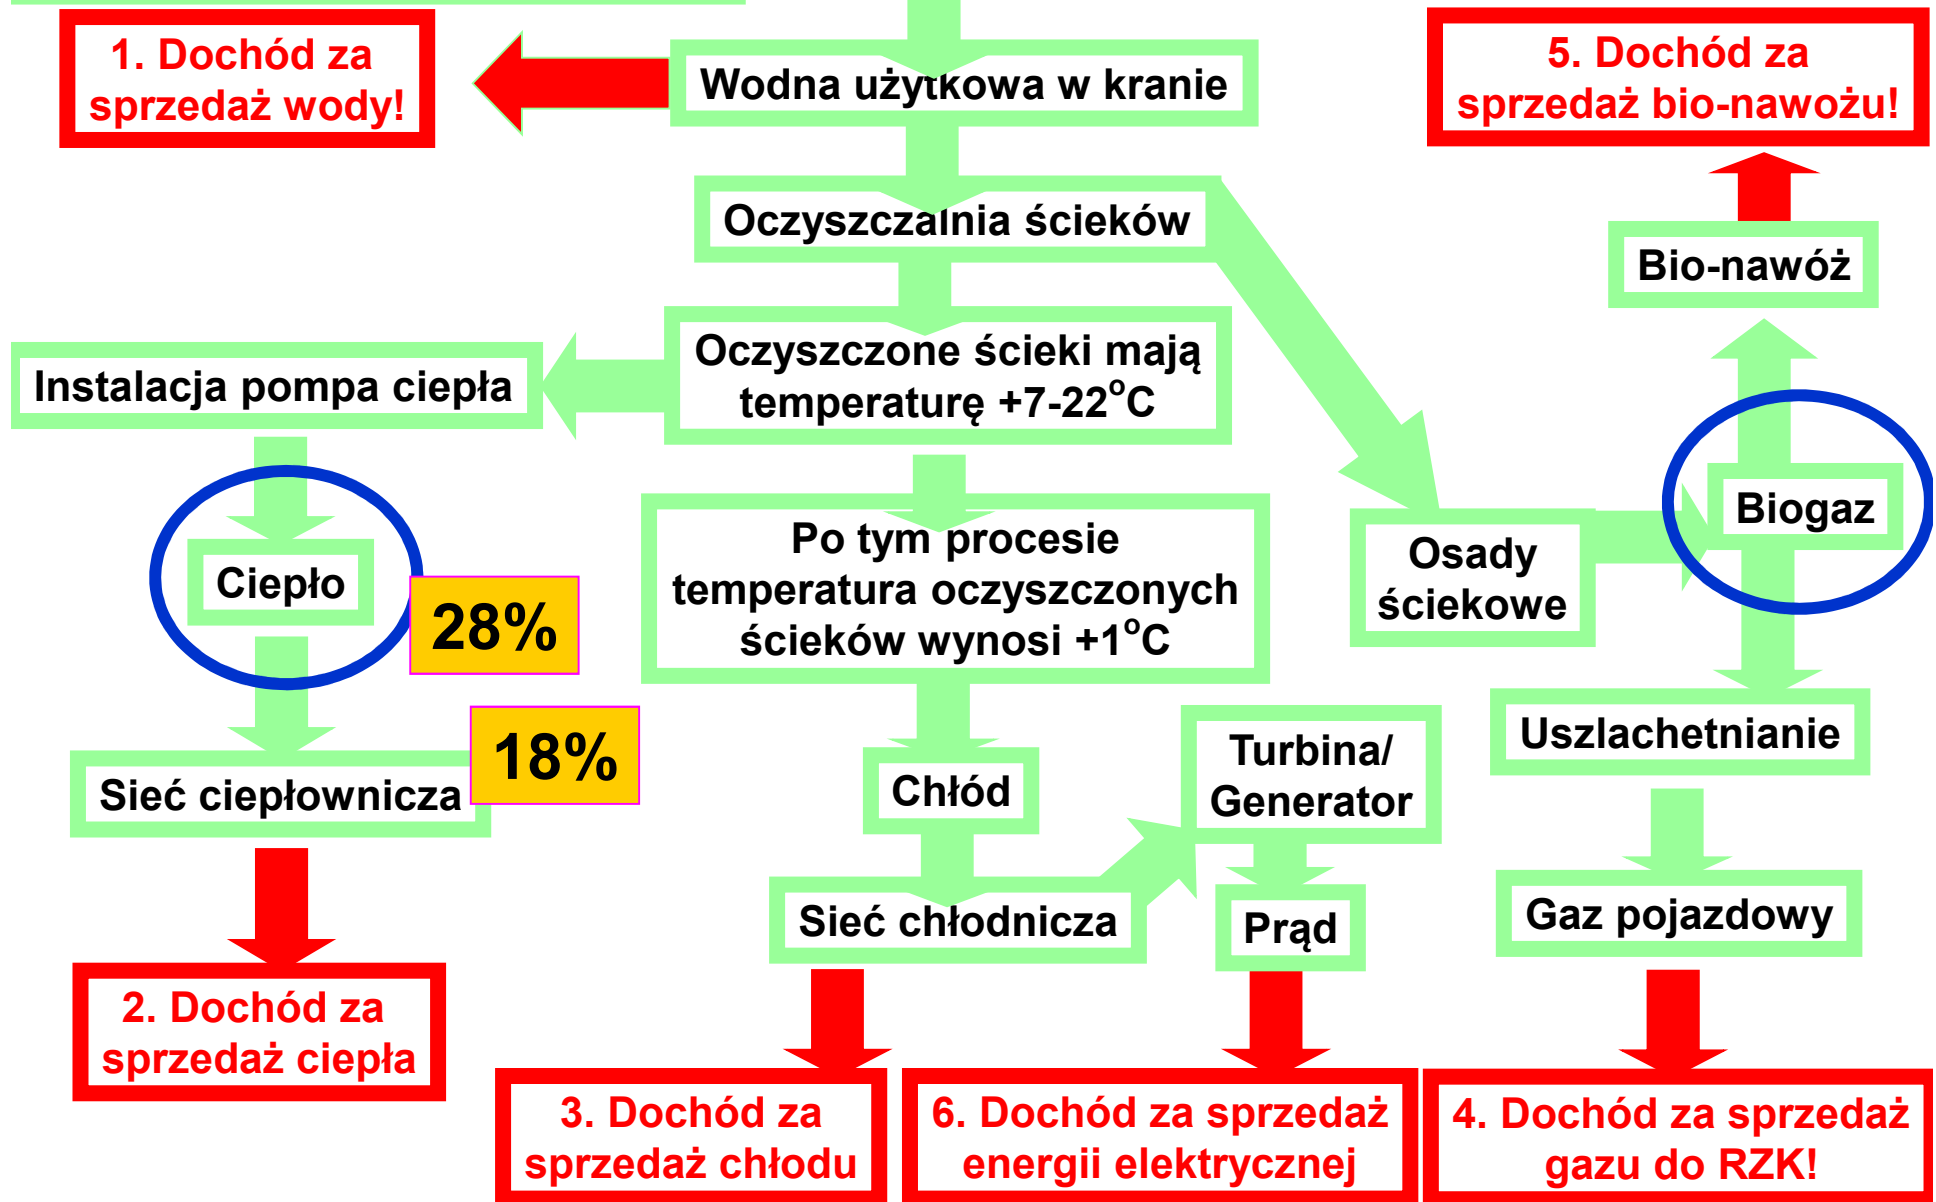 1. Dochód za
sprzedaż wody!
Wodna użytkowa w kranie
5. Dochód za
sprzedaż bio-nawożu!
Oczyszczalnia ścieków
Bio-nawóż
Instalacja pompa ciepła
Oczyszczone ścieki mają
temperaturę +7-22°C
Ciepło
28%
Po tym procesie
temperatura oczyszczonych
ścieków wynosi +1°C
Osady
ściekowe
Biogaz
Sieć ciepłownicza
18%
Chłód
Turbina/
Generator
Uszlachetnianie
Sieć chłodnicza
Prąd
Gaz pojazdowy
2. Dochód za
sprzedaż ciepła
3. Dochód za
sprzedaż chłodu
6. Dochód za sprzedaż
energii elektrycznej
4. Dochód za sprzedaż
gazu do RZK!